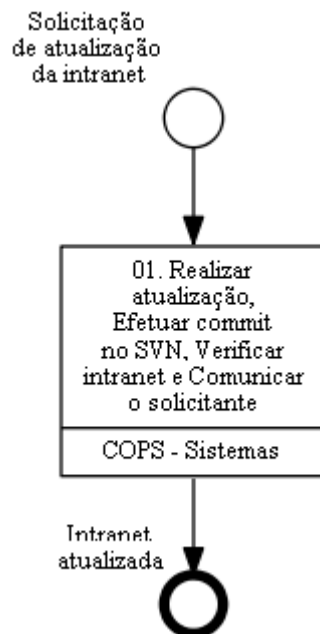 Solicitação
de atualização
da intranet
01. Realizar
atualização,
Efetuar commit
no SVN, Verificar
intranet e Comunicar
o solicitante
COPS - Sistemas
Intranet
atualizada